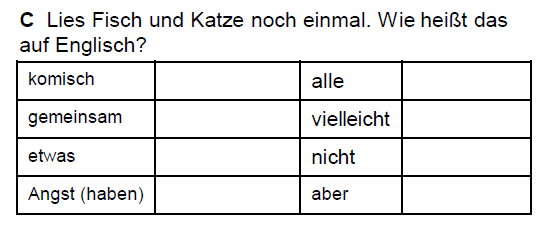 C Lies Fisch und Katze noch einmal. Wie heißt das
auf Englisch?
komisch alle
gemeinsam vielleicht
etwas nicht
Angst (haben) aber